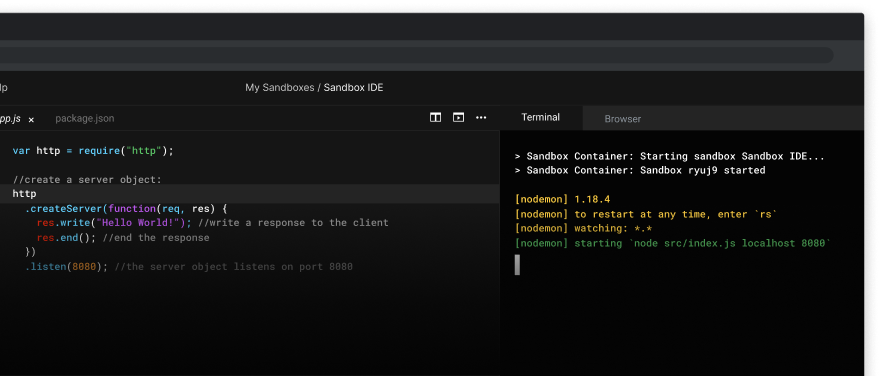 lp
My Sandboxes / Sandbox IDE
pp.js × package.json
Terminal Browser
var http = require("http");
//create a server object:
http
.createServer(function(req, res) {
res.write("Hello World!"); //write a response to the client
res.end(); //end the response
})
.listen(8080); //the server object listens on port 8080
> Sandbox Container: Starting sandbox Sandbox IDE...
> Sandbox Container: Sandbox ryuj9 started
[nodemon] 1.18.4
[nodemon] to restart at any time, enter `rs`
[nodemon] watching: *.*
[nodemon] starting `node src/index.js localhost 8080`